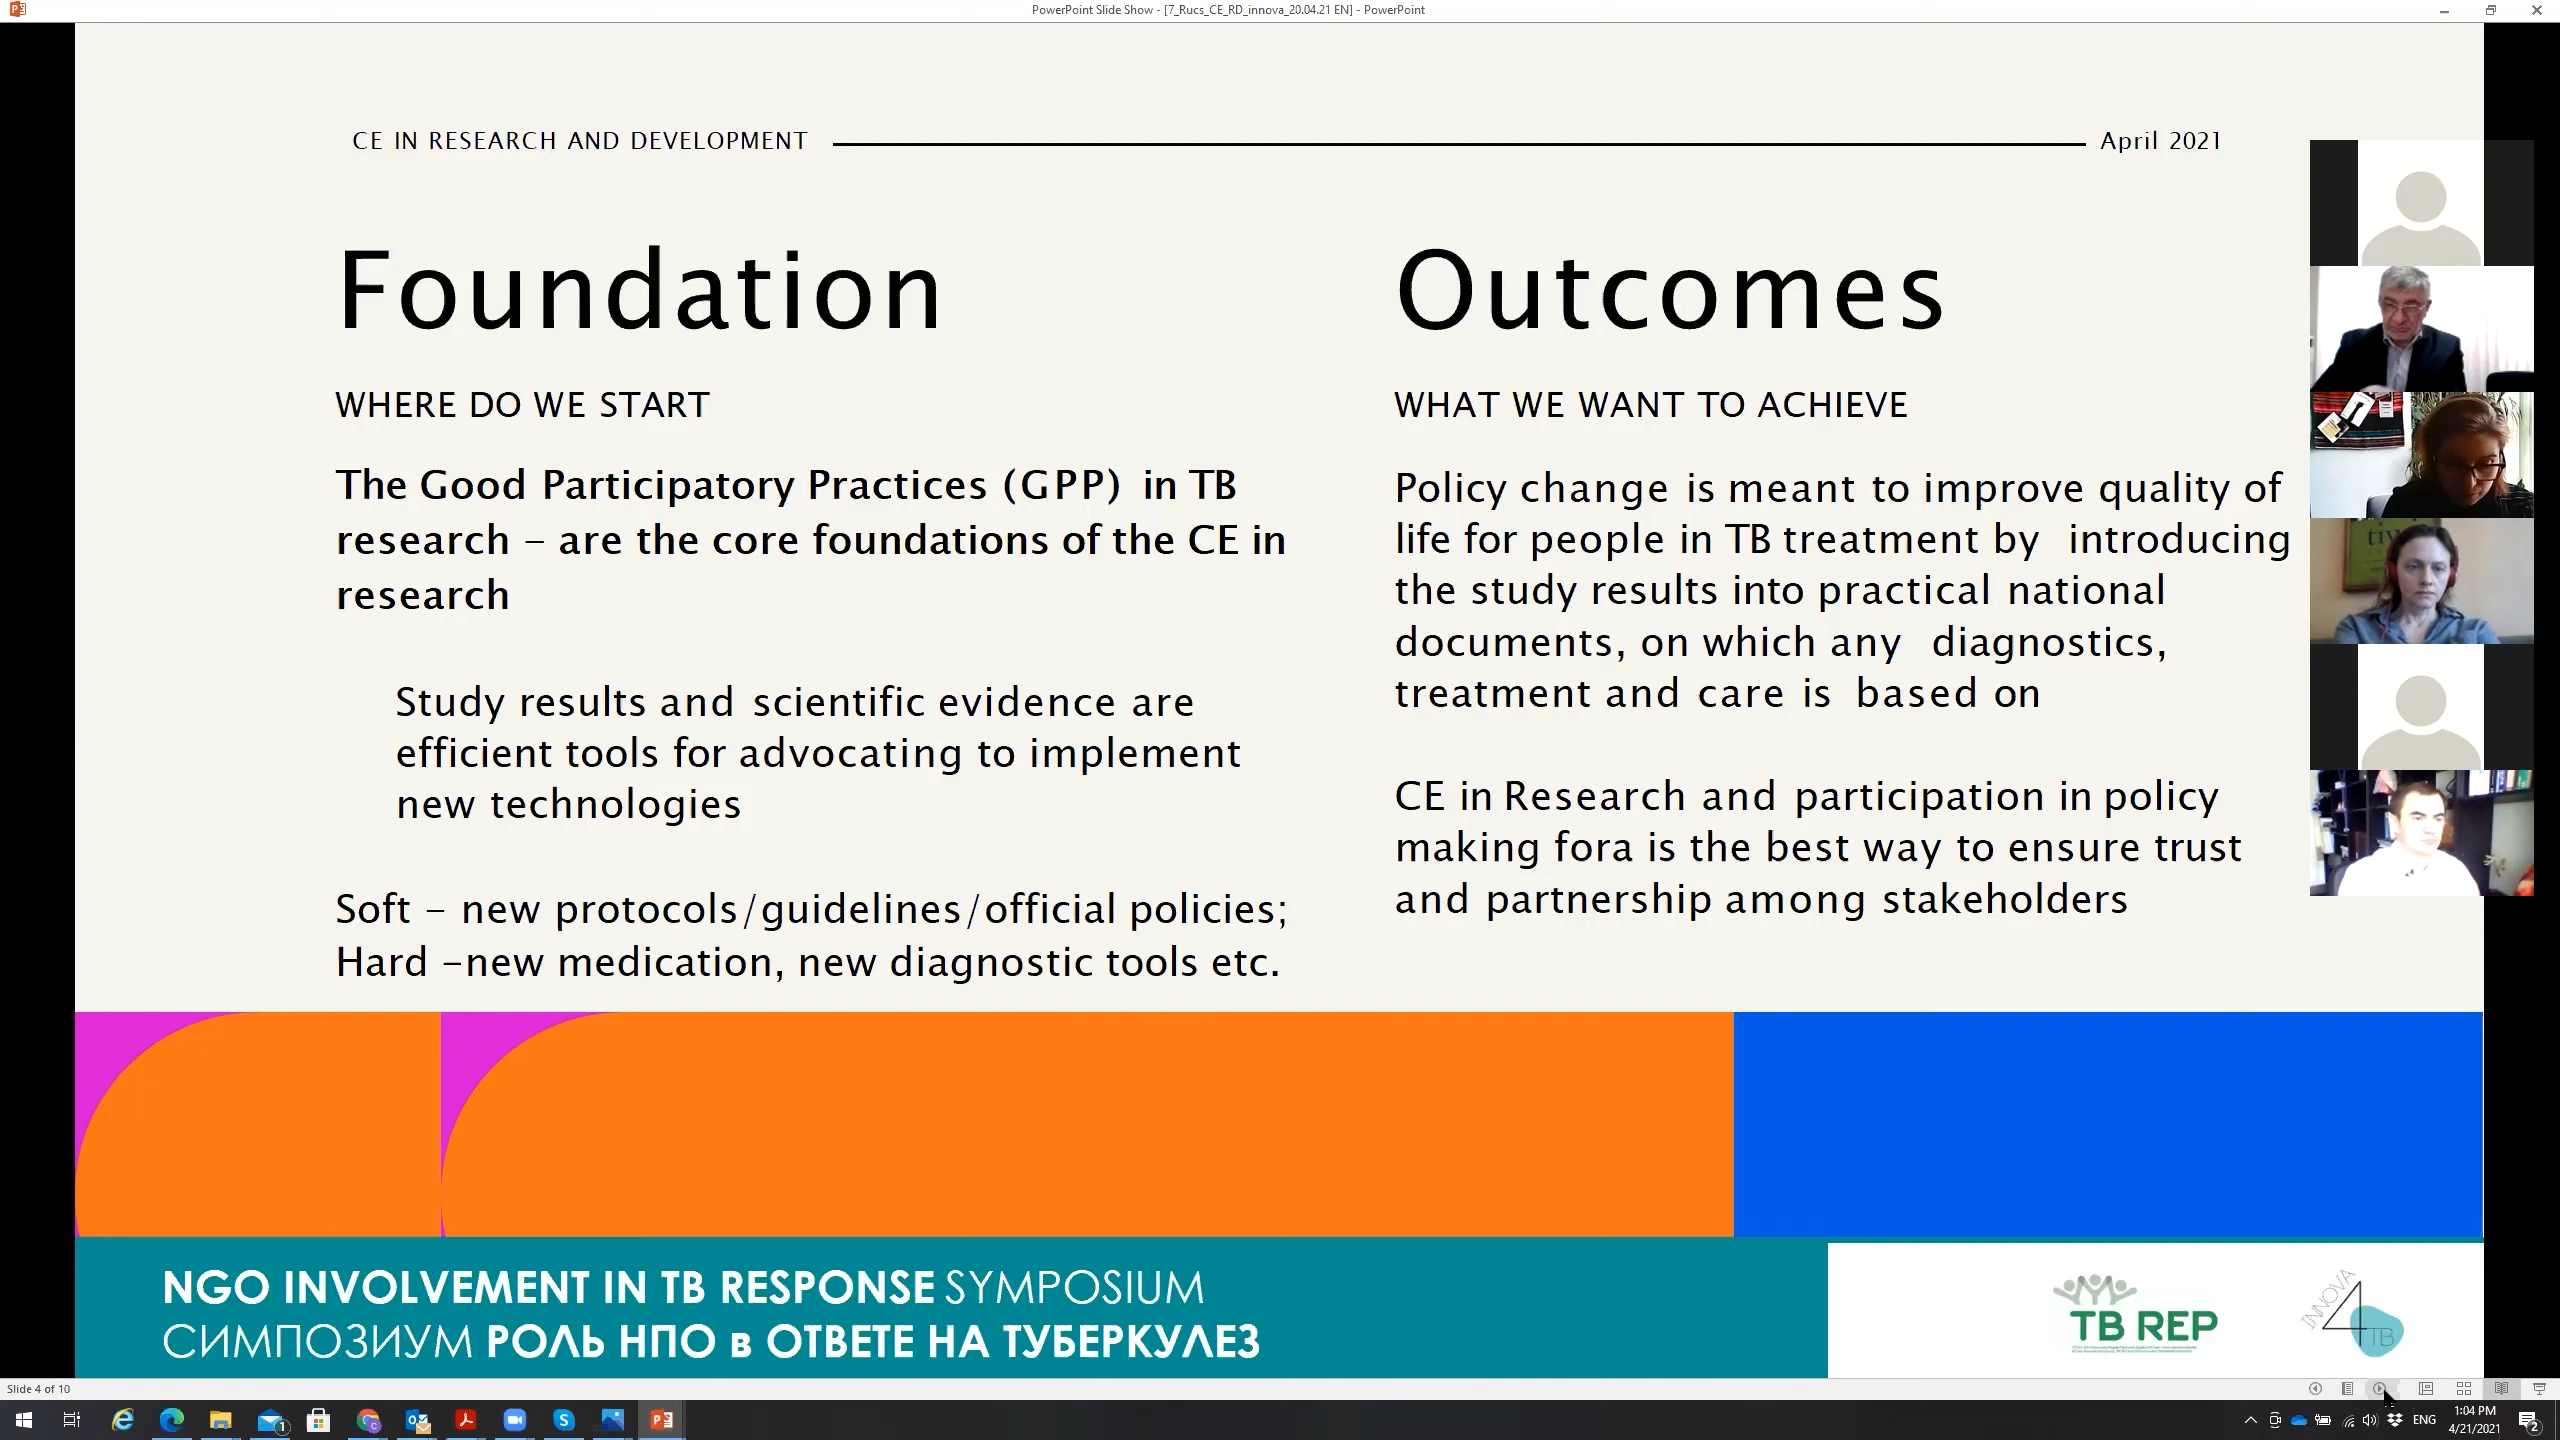 PowerPoint Slide Show - [7_Rucs_CE_RD_innova_20.04.21 EN] - PowerPoint
CE IN RESEARCH AND DEVELOPMENT
April 2021
Foundation
WHERE DO WE START
The Good Participatory Practices (GPP) in TB
research – are the core foundations of the CE in
research
Study results and scientific evidence are
efficient tools for advocating to implement
new technologies
Soft – new protocols/guidelines/official policies;
Hard –new medication, new diagnostic tools etc.
Outcomes
WHAT WE WANT TO ACHIEVE
Policy change is meant to improve quality of
life for people in TB treatment by introducing
the study results into practical national
documents, on which any diagnostics,
treatment and care is based on
CE in Research and participation in policy
making fora is the best way to ensure trust
and partnership among stakeholders
NGO INVOLVEMENT IN TB RESPONSE SYMPOSIUM
СИМПОЗИУМ РОЛЬ НПО в ОТВЕТЕ НА ТУБЕРКУЛЕЗ
TB REP
INNOVA
4
TB
Slide 4 of 10
ENG
1:04 PM
4/21/2021